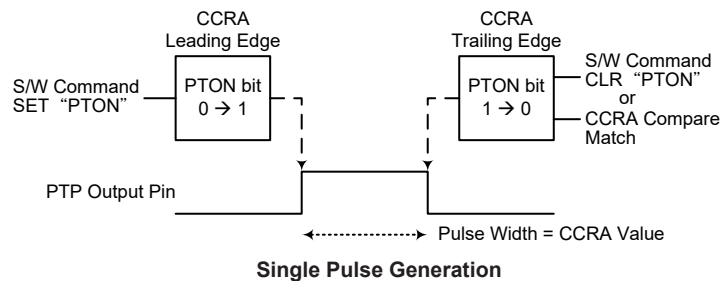 CCRA
Leading Edge
CCRA
Trailing Edge
S/W Command
SET “PTON”
PTON bit
0 → 1
PTON bit
1 → 0
S/W Command
CLR “PTON”
or
CCRA Compare
Match
PTP Output Pin
Pulse Width = CCRA Value
Single Pulse Generation